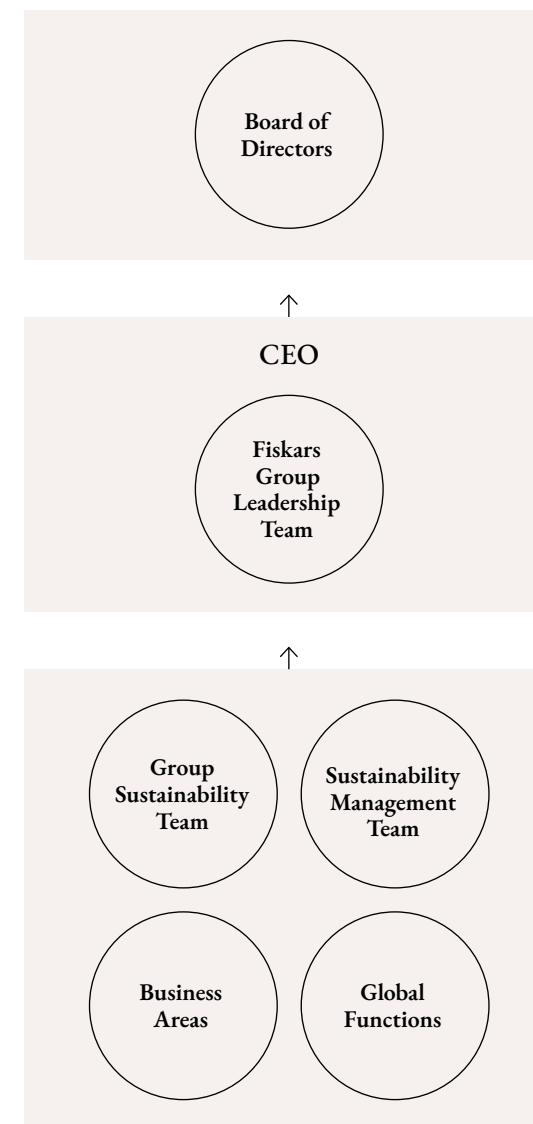 Board of
Directors
CEO
Fiskars
Group
Leadership
Team
Group
Sustainability
Team
Sustainability
Management
Team
Business
Areas
Global
Functions